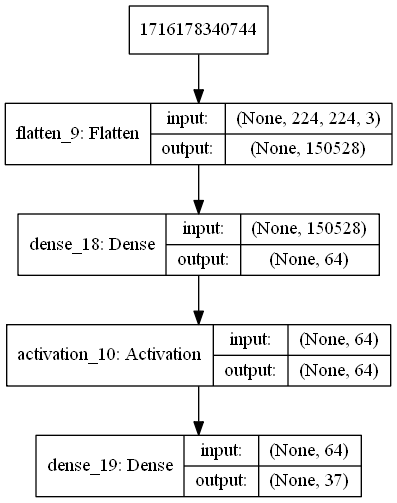 1716178340744
flatten_9: Flatten
input:
(None, 224, 224, 3)
output:
(None, 150528)
dense_18: Dense
input:
(None, 150528)
output:
(None, 64)
activation_10: Activation
input:
(None, 64)
output:
(None, 64)
dense_19: Dense
input:
(None, 64)
output:
(None, 37)